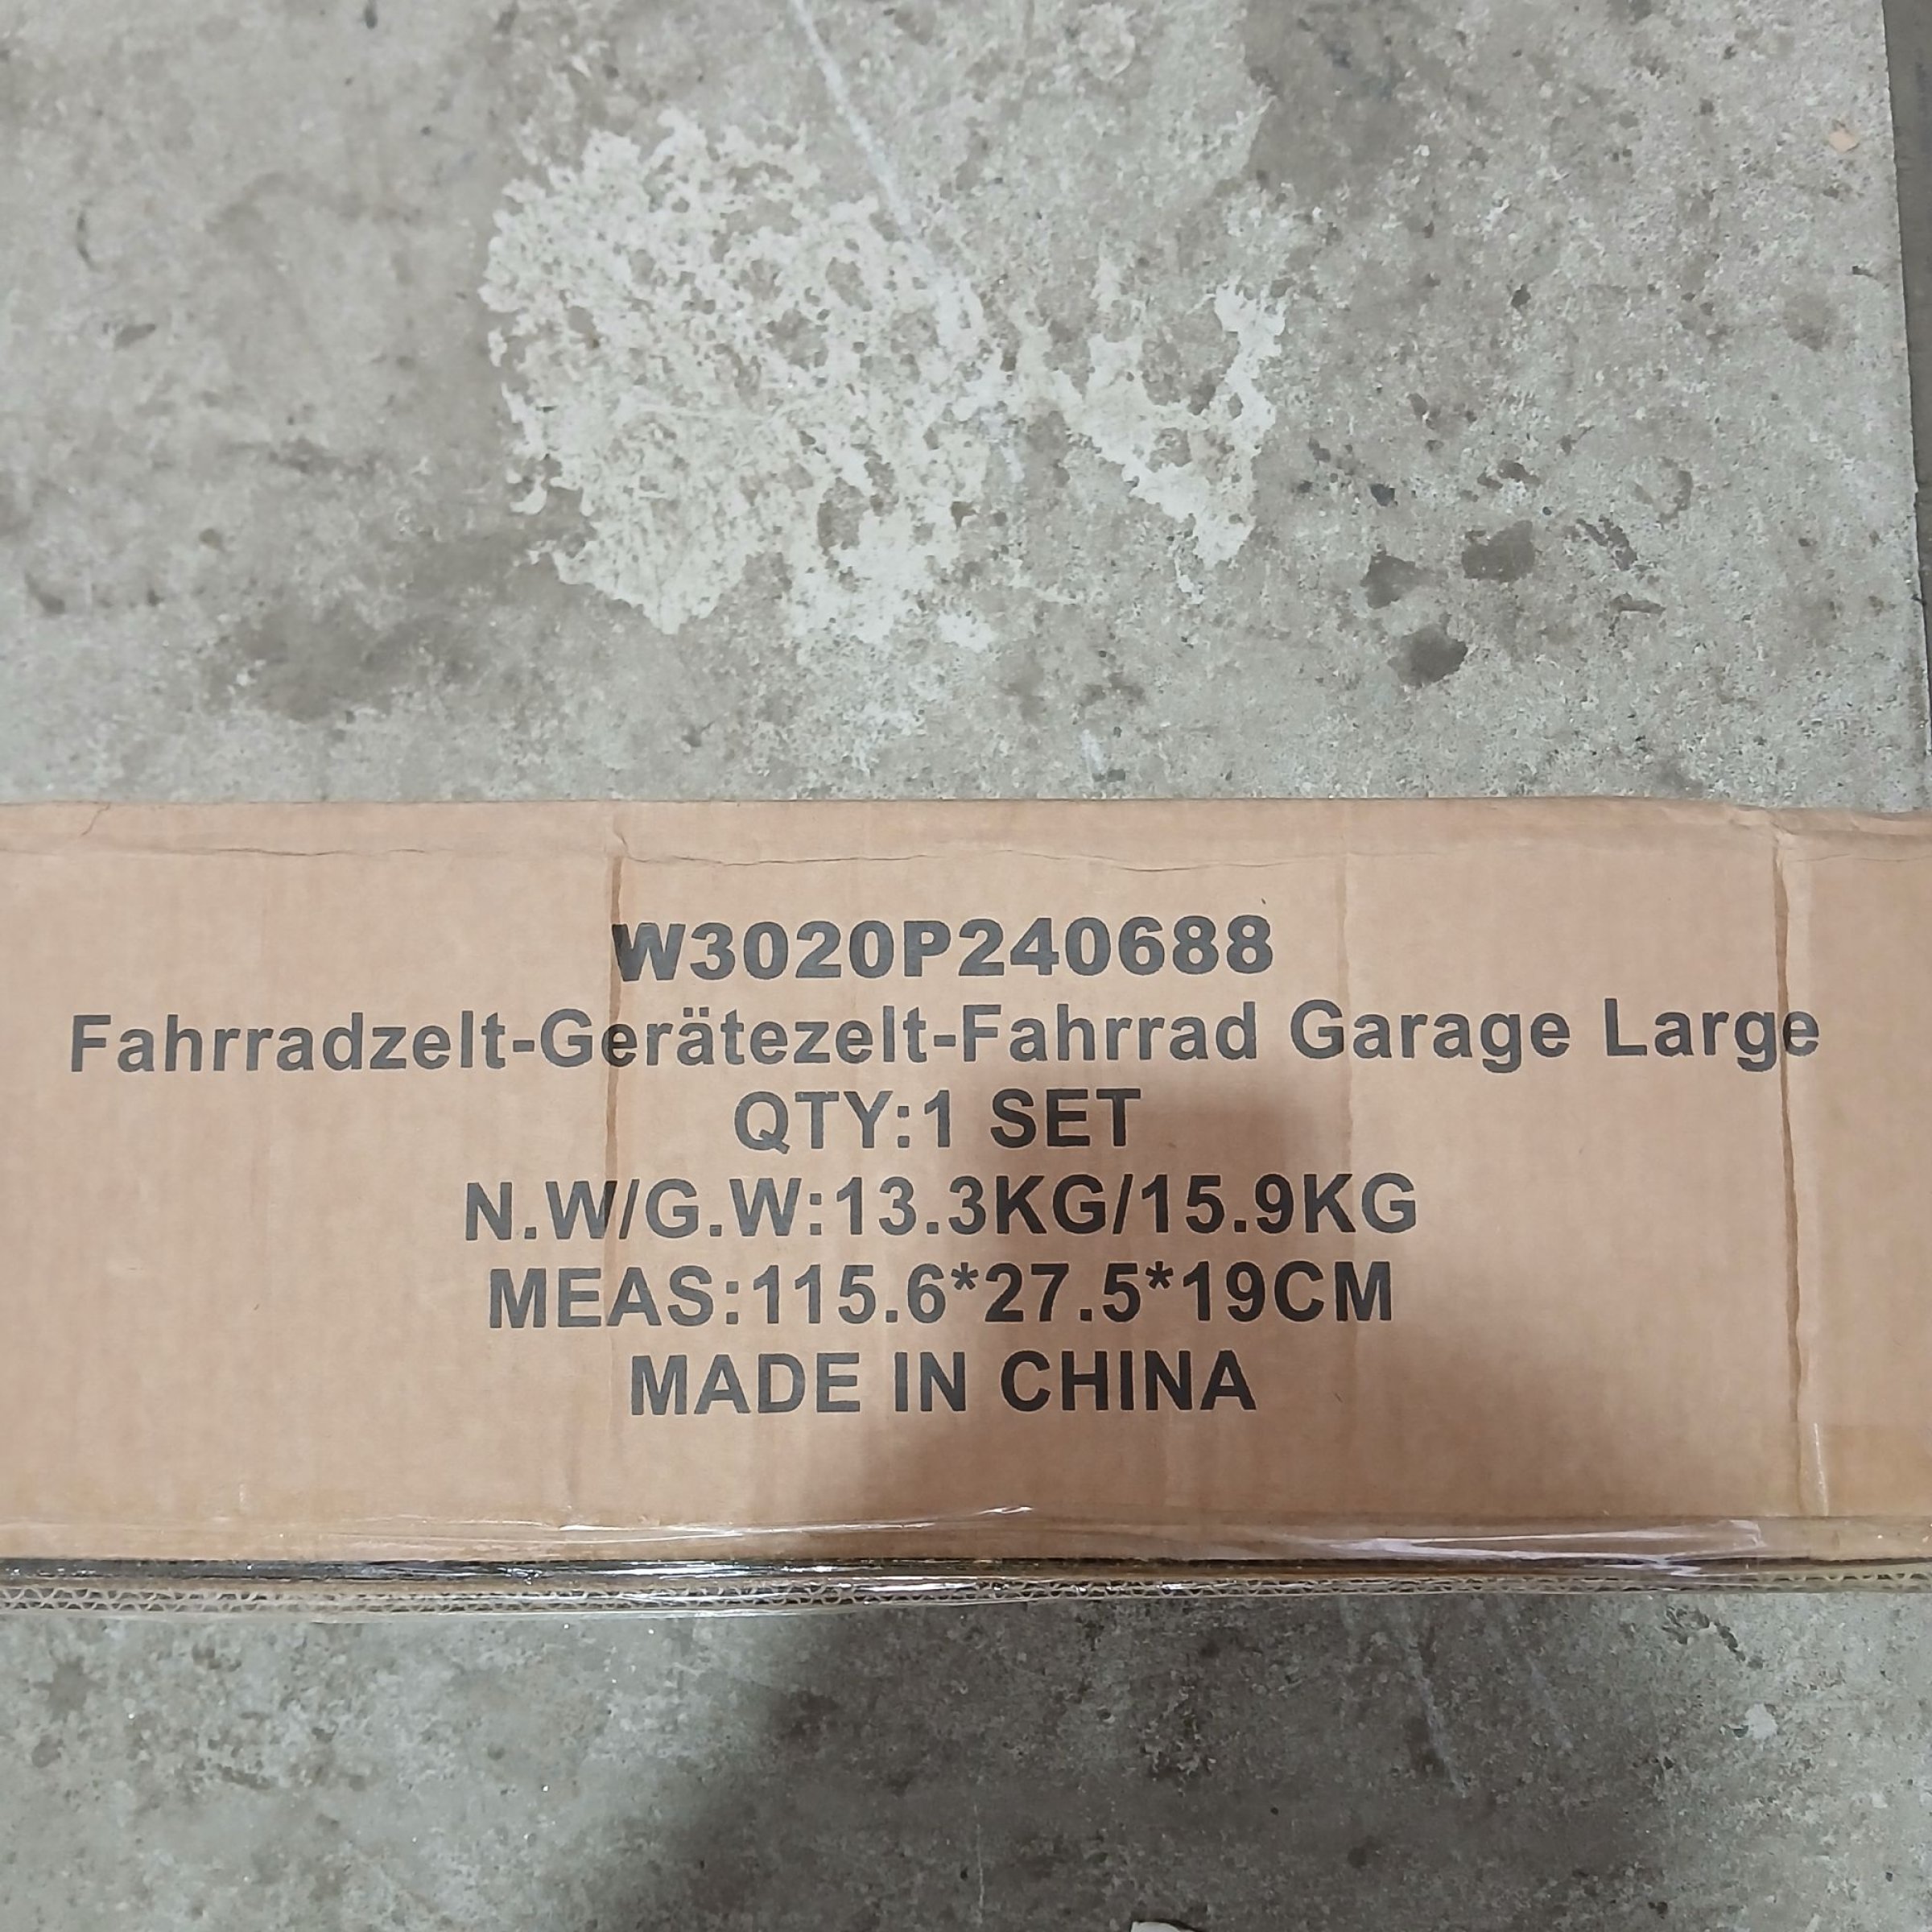 W3020P240688
Fahrradzelt-Gerätezelt-Fahrrad Garage Large
QTY:1 SET
N.W/G.W:13.3KG/15.9KG
MEAS:115.6*27.5*19CM
MADE IN CHINA